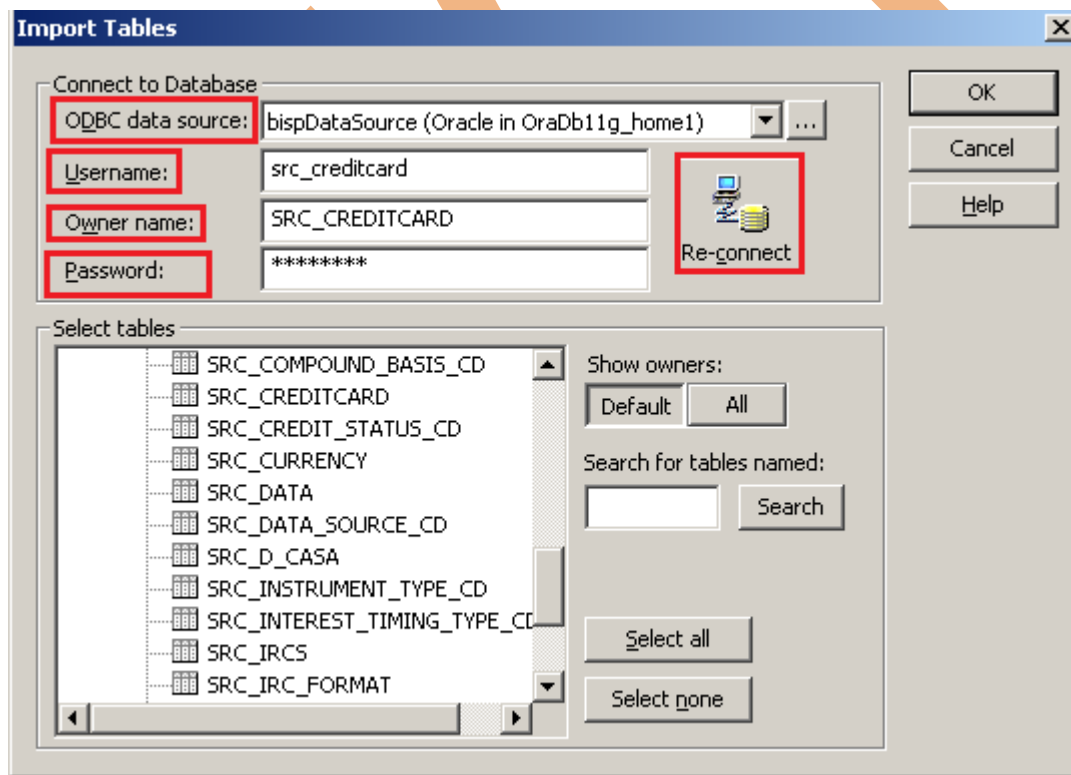 Import Tables
Connect to Database
ODBC data source: bispDataSource (Oracle in OraDb11g_home1) ...
Username: src_creditcard
Owner name: SRC_CREDITCARD
Password: ********
Re-connect
OK
Cancel
Help
Select tables
SRC_COMPOUND_BASIS_CD
SRC_CREDITCARD
SRC_CREDIT_STATUS_CD
SRC_CURRENCY
SRC_DATA
SRC_DATA_SOURCE_CD
SRC_D_CASA
SRC_INSTRUMENT_TYPE_CD
SRC_INTEREST_TIMING_TYPE_CD
SRC_IRCS
SRC_IRC_FORMAT
Show owners:
Default All
Search for tables named:
Search
Select all
Select none